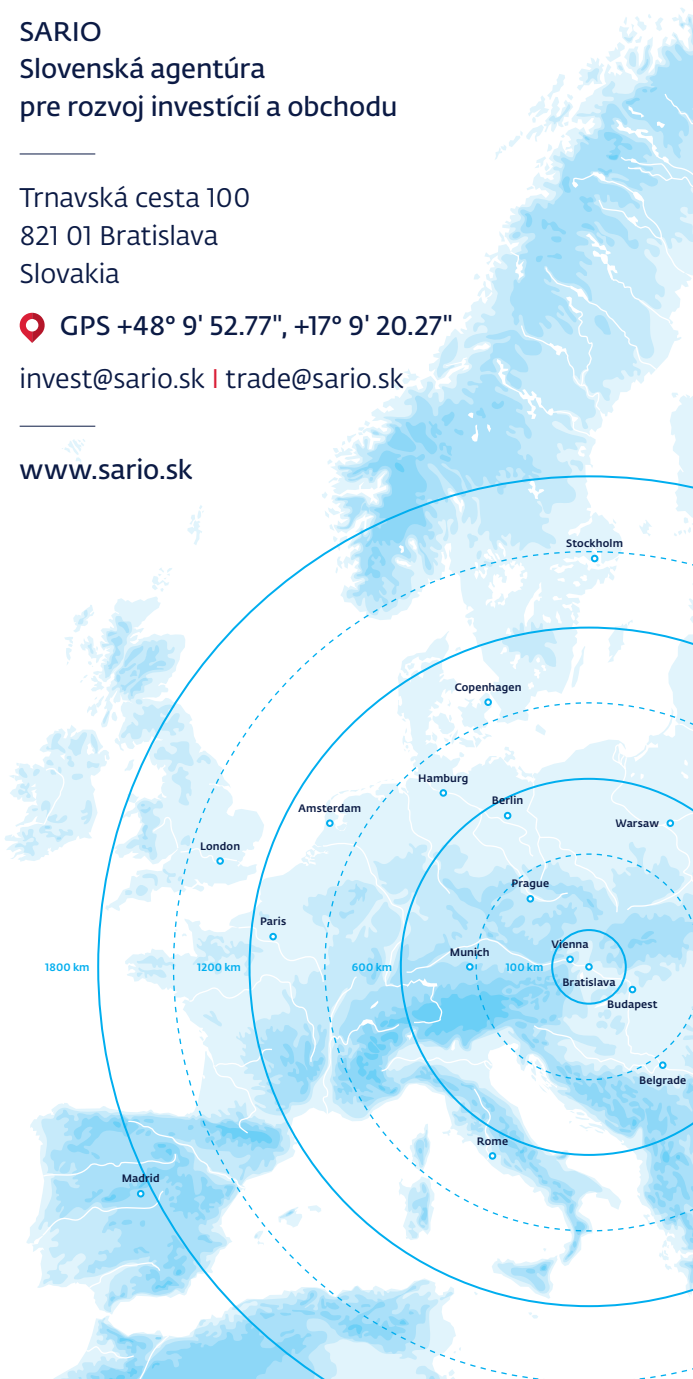 SARIO
Slovenská agentúra
pre rozvoj investícií a obchodu
Trnavská cesta 100
821 01 Bratislava
Slovakia
GPS +48° 9' 52.77", +17° 9' 20.27"
invest@sario.sk I trade@sario.sk
www.sario.sk
Stockholm
Copenhagen
Hamburg
Berlin
Amsterdam
Warsaw
London
Prague
Paris
Vienna
Munich
1800 km
1200 km
600 km
100 km
Bratislava
Budapest
Belgrade
Rome
Madrid